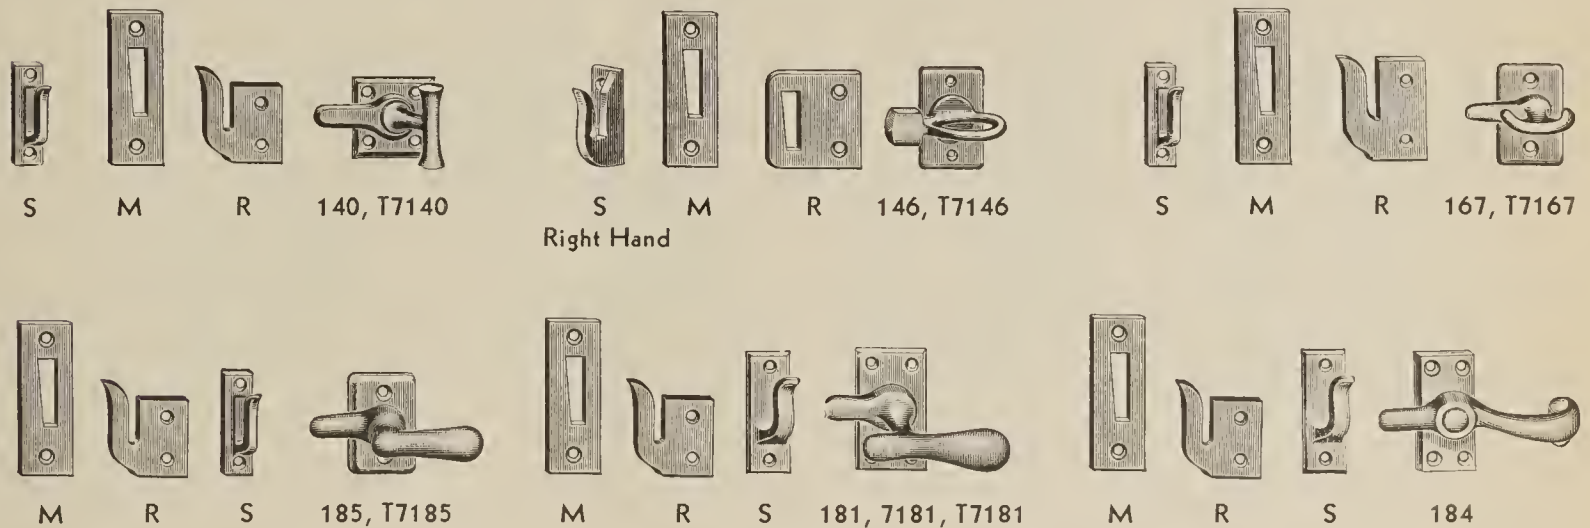 S M R 140, T7140 S M R 146, T7146 S M R 167, T7167
Right Hand
M R S 185, T7185 M R S 181, 7181, T7181 M R S 184